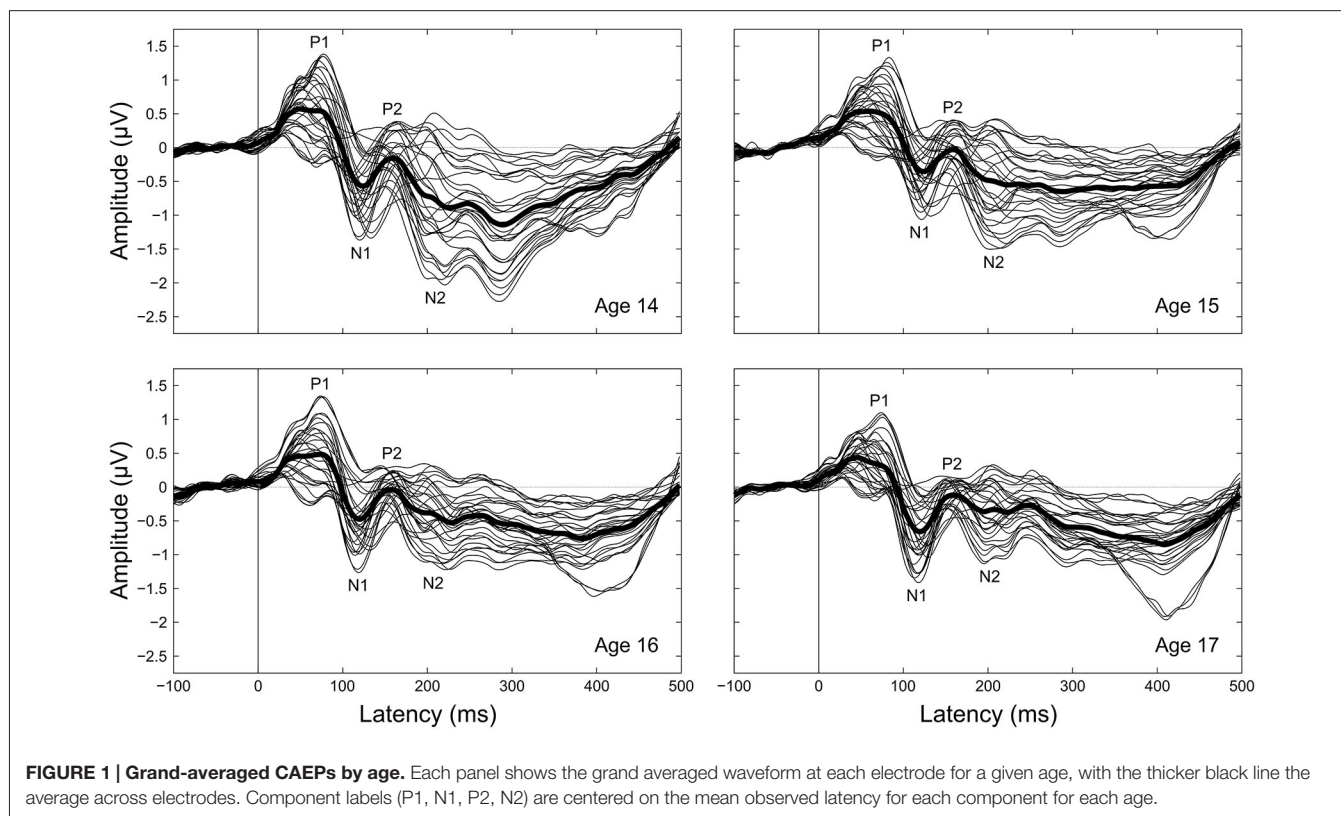 P1
P2
N1
N2
Age 14
1.5
1
0.5
0
−0.5
−1
−1.5
−2
−2.5
Amplitude (µV)
P1
P2
N1
N2
Age 15
P1
P2
N1
N2
Age 16
1.5
1
0.5
0
−0.5
−1
−1.5
−2
−2.5
Amplitude (µV)
−100 0 100 200 300 400 500
Latency (ms)
P1
P2
N1
N2
Age 17
−100 0 100 200 300 400 500
Latency (ms)
FIGURE 1 | Grand-averaged CAEPs by age. Each panel shows the grand averaged waveform at each electrode for a given age, with the thicker black line the
average across electrodes. Component labels (P1, N1, P2, N2) are centered on the mean observed latency for each component for each age.